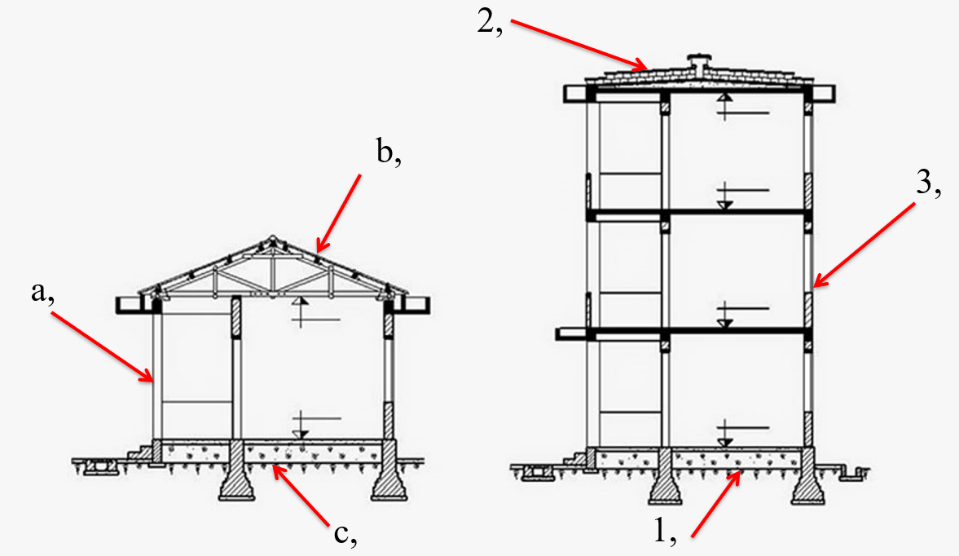 2,
b,
3,
a,
c,
1,